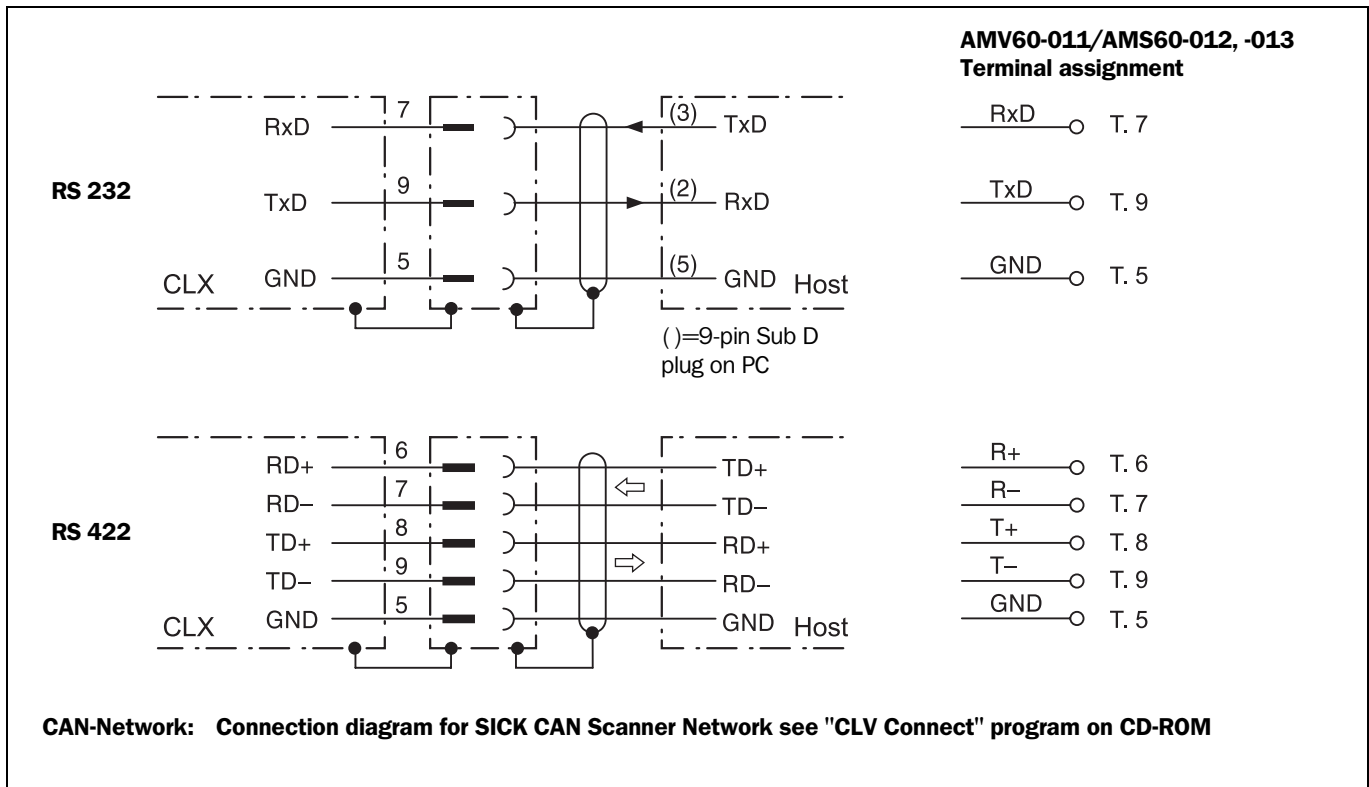 AMV60-011/AMS60-012, -013
Terminal assignment
RS 232
RxD 7 (3) TxD RxD T. 7
TxD 9 (2) RxD TxD T. 9
CLX GND 5 (5) GND Host GND T. 5
( )=9-pin Sub D
plug on PC
RS 422
RD+ 6 TD+ R+ T. 6
RD– 7 TD– R– T. 7
TD+ 8 RD+ T+ T. 8
TD– 9 RD– T– T. 9
CLX GND 5 GND Host GND T. 5
CAN-Network: Connection diagram for SICK CAN Scanner Network see "CLV Connect" program on CD-ROM